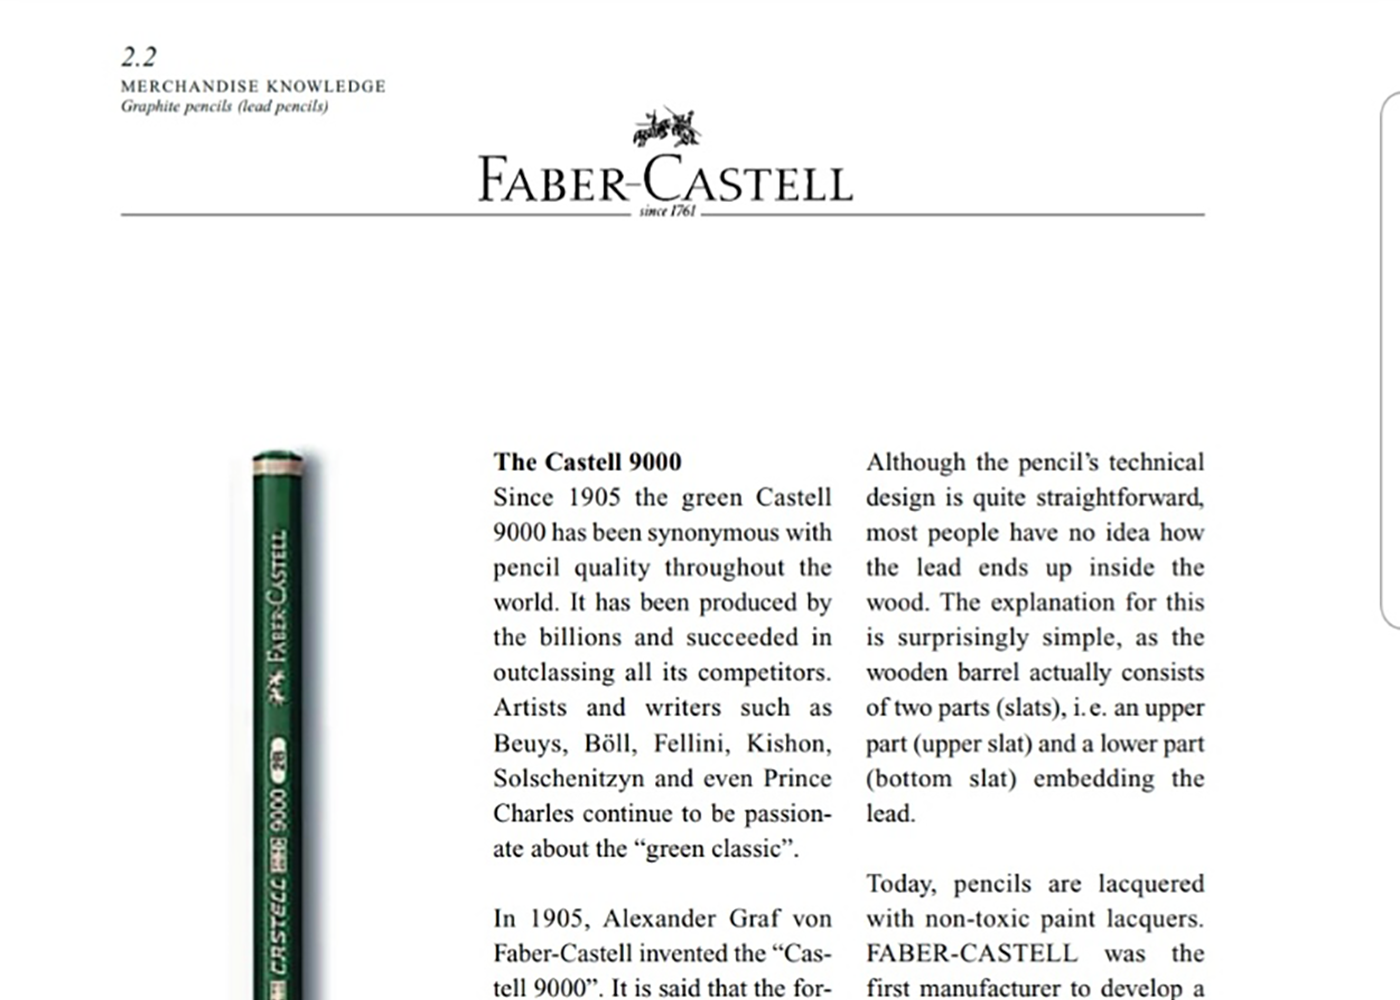 2.2
MERCHANDISE KNOWLEDGE
Graphite pencils (lead pencils)
FABER-CASTELL
since 1761
FABER-CASTELL
2B
9000
CASTELL
The Castell 9000
Since 1905 the green Castell
9000 has been synonymous with
pencil quality throughout the
world. It has been produced by
the billions and succeeded in
outclassing all its competitors.
Artists and writers such as
Beuys, Böll, Fellini, Kishon,
Solschenitzyn and even Prince
Charles continue to be passion-
ate about the “green classic”.
In 1905, Alexander Graf von
Faber-Castell invented the “Cas-
tell 9000”. It is said that the for-
Although the pencil’s technical
design is quite straightforward,
most people have no idea how
the lead ends up inside the
wood. The explanation for this
is surprisingly simple, as the
wooden barrel actually consists
of two parts (slats), i. e. an upper
part (upper slat) and a lower part
(bottom slat) embedding the
lead.
Today, pencils are lacquered
with non-toxic paint lacquers.
FABER-CASTELL was the
first manufacturer to develop a